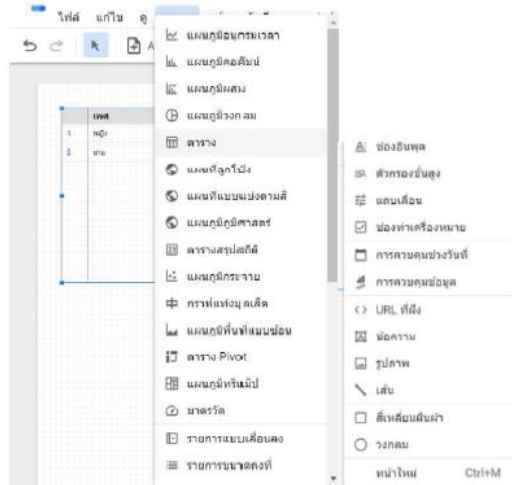 ไฟล์ แก้ไข ดู
แผนภูมิอนุกรมเวลา
แผนภูมิคอลัมน์
แผนภูมิผสม
แผนภูมิวงกลม
ตาราง
แผนที่ลูกโป่ง
แผนที่แบบแบ่งตามสี
แผนภูมิภูมิศาสตร์
ตารางสรุปสถิติ
แผนภูมิกระจาย
กราฟแท่งบุลเล็ต
แผนภูมิพื้นที่แบบซ้อน
ตาราง Pivot
แผนภูมิทรีแม็ป
มาตรวัด
รายการแบบเลื่อนลง
รายการขนาดคงที่
ช่องอินพุต
ตัวกรองขั้นสูง
แถบเลื่อน
ช่องทำเครื่องหมาย
การควบคุมช่วงวันที่
การควบคุมข้อมูล
URL ที่ฝัง
ข้อความ
รูปภาพ
เส้น
สี่เหลี่ยมผืนผ้า
วงกลม
หน้าใหม่ Ctrl+M
เพศ
1. หญิง
2. ชาย